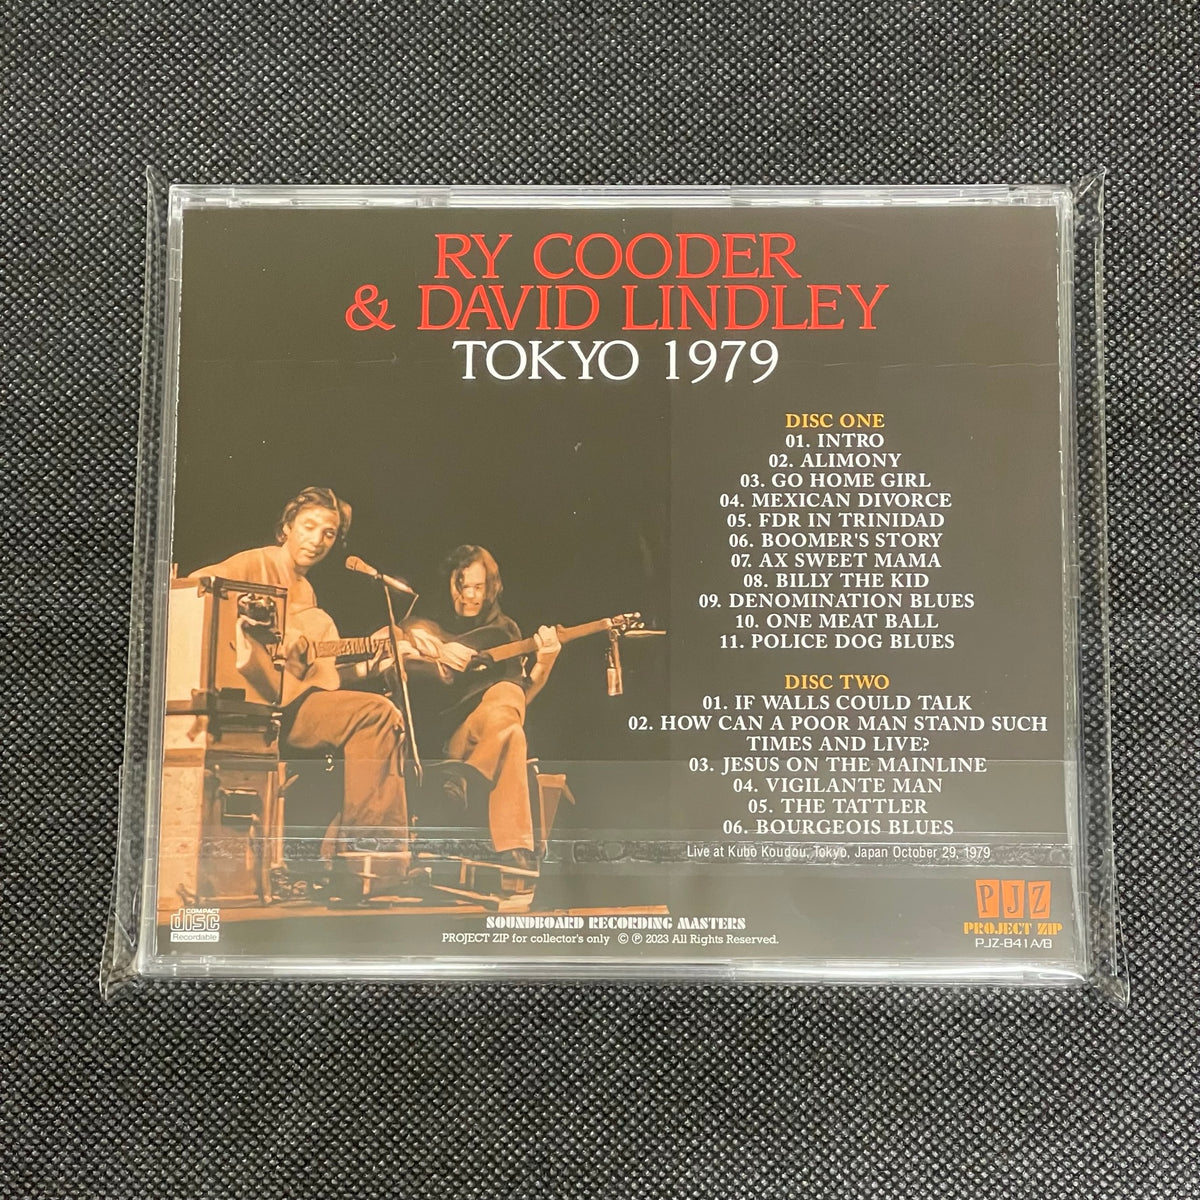 RY COODER
& DAVID LINDLEY
TOKYO 1979
DISC ONE
01. INTRO
02. ALIMONY
03. GO HOME GIRL
04. MEXICAN DIVORCE
05. FDR IN TRINIDAD
06. BOOMER'S STORY
07. AX SWEET MAMA
08. BILLY THE KID
09. DENOMINATION BLUES
10. ONE MEAT BALL
11. POLICE DOG BLUES
DISC TWO
01. IF WALLS COULD TALK
02. HOW CAN A POOR MAN STAND SUCH
TIMES AND LIVE?
03. JESUS ON THE MAINLINE
04. VIGILANTE MAN
05. THE TATTLER
06. BOURGEOIS BLUES
Live at Kubo Koudou, Tokyo, Japan October 29, 1979
COMPACT
disc
Recordable
SOUNDBOARD RECORDING MASTERS
PROJECT ZIP for collector's only © ℗ 2023 All Rights Reserved.
PJZ
PROJECT ZIP
PJZ-841A/B